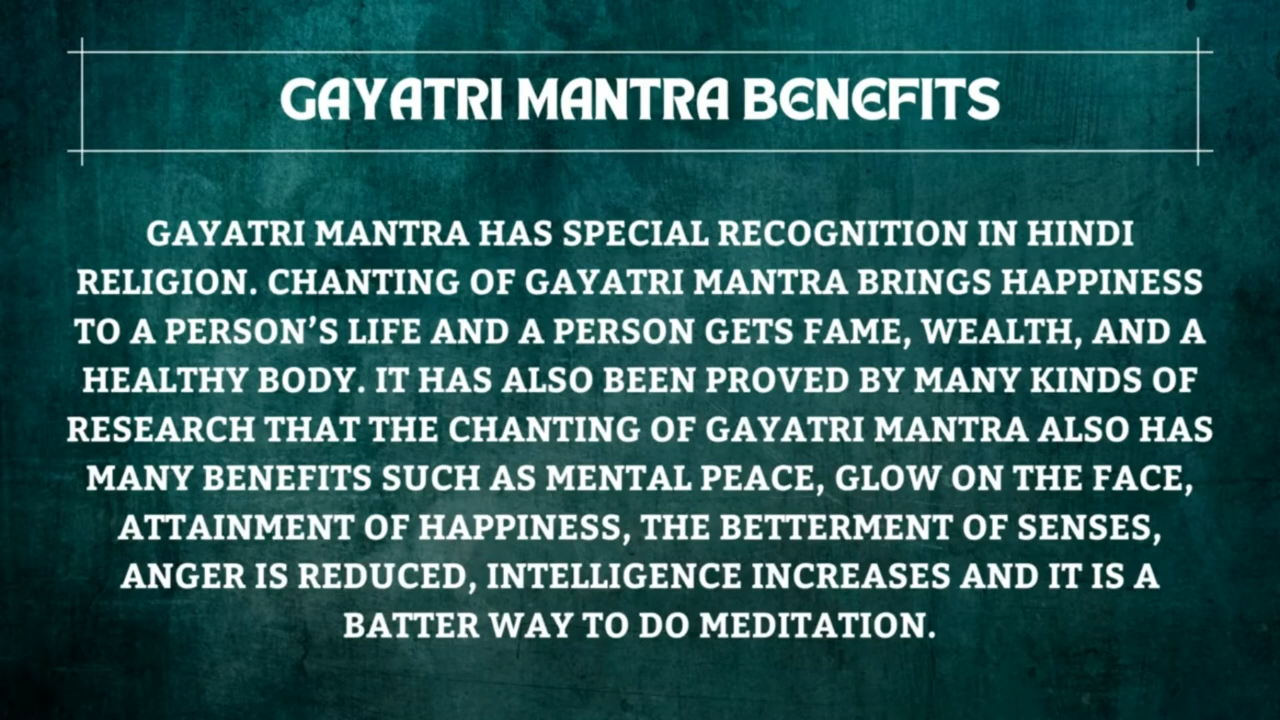 GAYATRI MANTRA BENEFITS
GAYATRI MANTRA HAS SPECIAL RECOGNITION IN HINDI
RELIGION. CHANTING OF GAYATRI MANTRA BRINGS HAPPINESS
TO A PERSON’S LIFE AND A PERSON GETS FAME, WEALTH, AND A
HEALTHY BODY. IT HAS ALSO BEEN PROVED BY MANY KINDS OF
RESEARCH THAT THE CHANTING OF GAYATRI MANTRA ALSO HAS
MANY BENEFITS SUCH AS MENTAL PEACE, GLOW ON THE FACE,
ATTAINMENT OF HAPPINESS, THE BETTERMENT OF SENSES,
ANGER IS REDUCED, INTELLIGENCE INCREASES AND IT IS A
BATTER WAY TO DO MEDITATION.